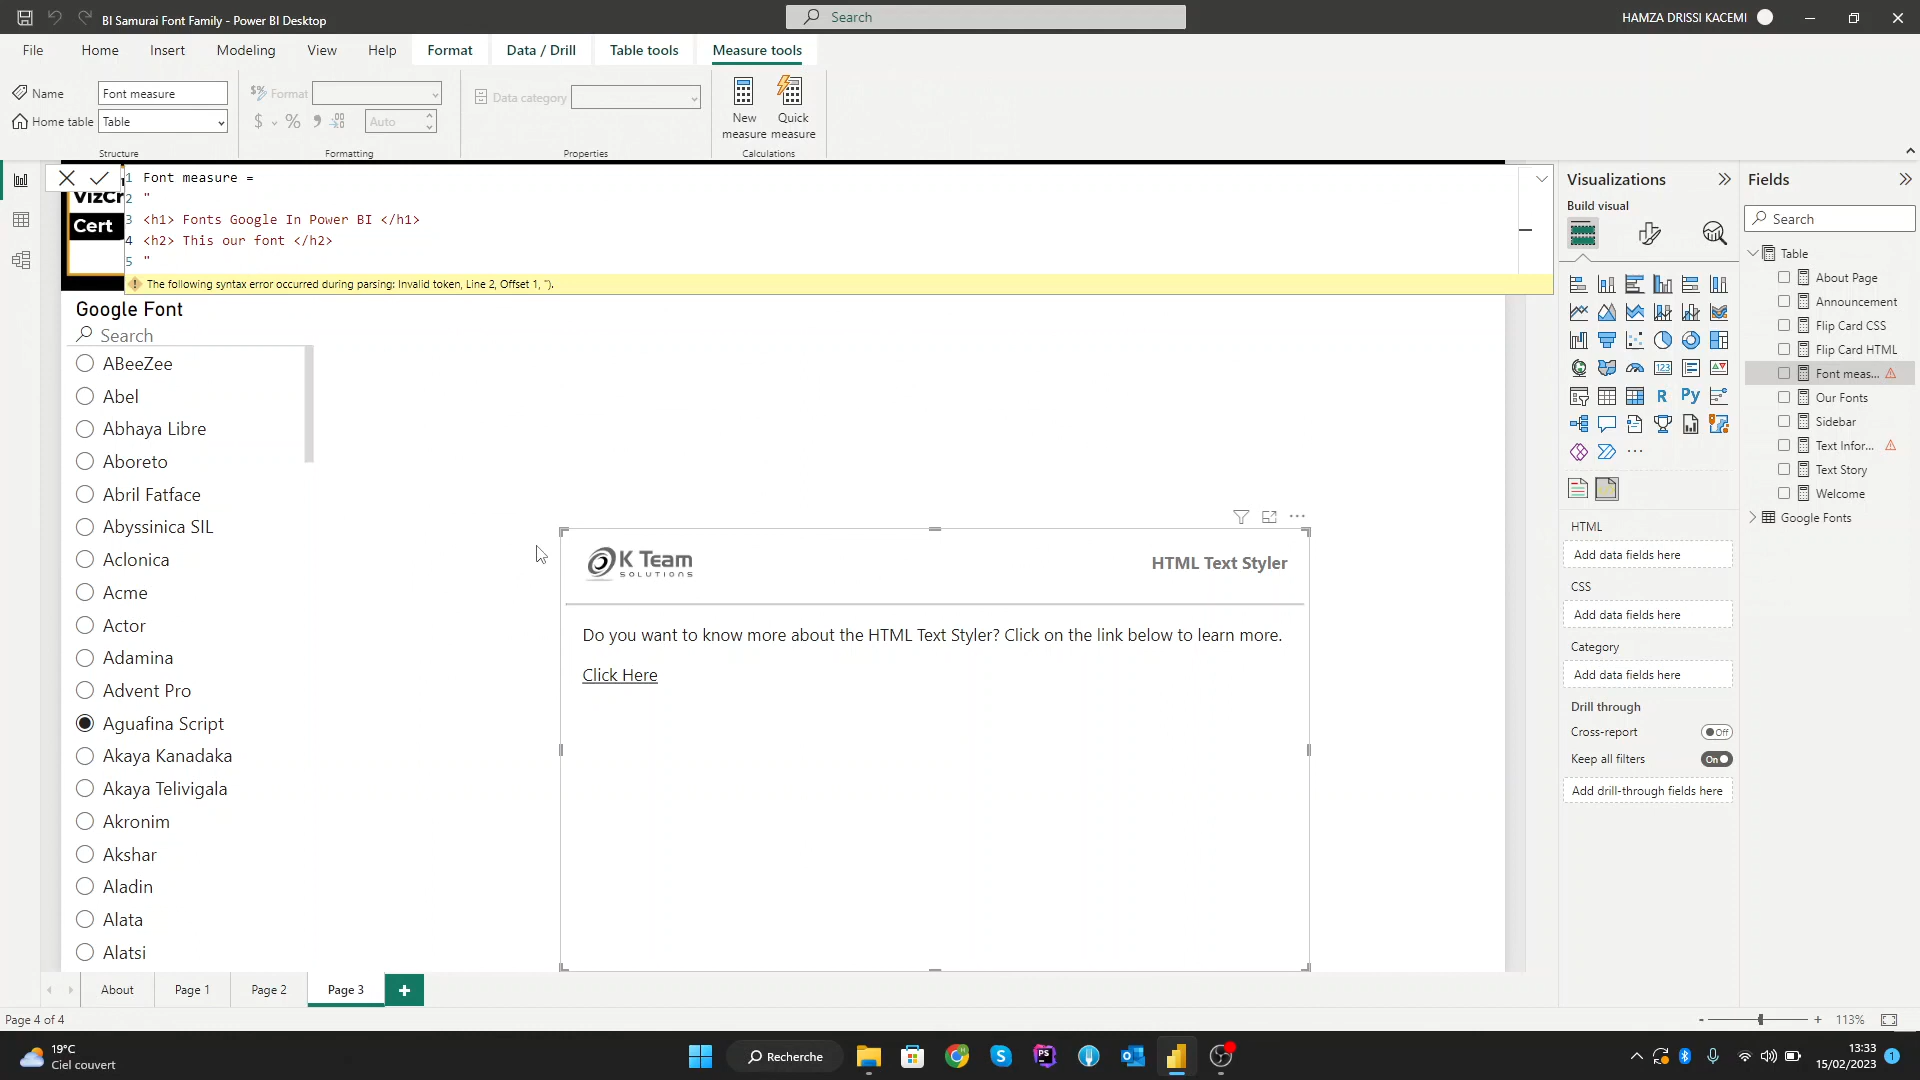 BI Samurai Font Family - Power BI Desktop
Search
HAMZA DRISSI KACEMI
File Home Insert Modeling View Help Format Data / Drill Table tools Measure tools
Name Font measure
Home table Table
Structure
$% Format
$ % 9 Auto
Formatting
Data category
Properties
New measure
Quick measure
Calculations
VizCr
Cert
1 Font measure =
2 "
3 <h1> Fonts Google In Power BI </h1>
4 <h2> This our font </h2>
5 "
The following syntax error occurred during parsing: Invalid token, Line 2, Offset 1, ").
Google Font
Search
ABeeZee
Abel
Abhaya Libre
Aboreto
Abril Fatface
Abyssinica SIL
Aclonica
Acme
Actor
Adamina
Advent Pro
Aguafina Script
Akaya Kanadaka
Akaya Telivigala
Akronim
Akshar
Aladin
Alata
Alatsi
K Team
SOLUTIONS
HTML Text Styler
Do you want to know more about the HTML Text Styler? Click on the link below to learn more.
Click Here
Visualizations
Build visual
123
R Py
HTML
Add data fields here
CSS
Add data fields here
Category
Add data fields here
Drill through
Cross-report Off
Keep all filters On
Add drill-through fields here
Fields
Search
Table
About Page
Announcement
Flip Card CSS
Flip Card HTML
Font meas...
Our Fonts
Sidebar
Text Infor...
Text Story
Welcome
Google Fonts
About Page 1 Page 2 Page 3 +
Page 4 of 4
- + 113%
19°C
Ciel couvert
Recherche
PS
13:33
15/02/2023
1